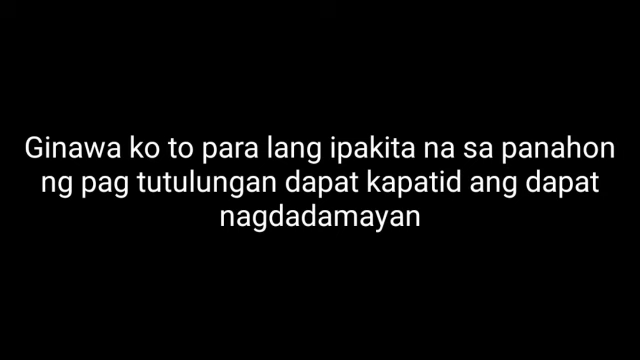 Ginawa ko to para lang ipakita na sa panahon
ng pag tutulungan dapat kapatid ang dapat
nagdadamayan